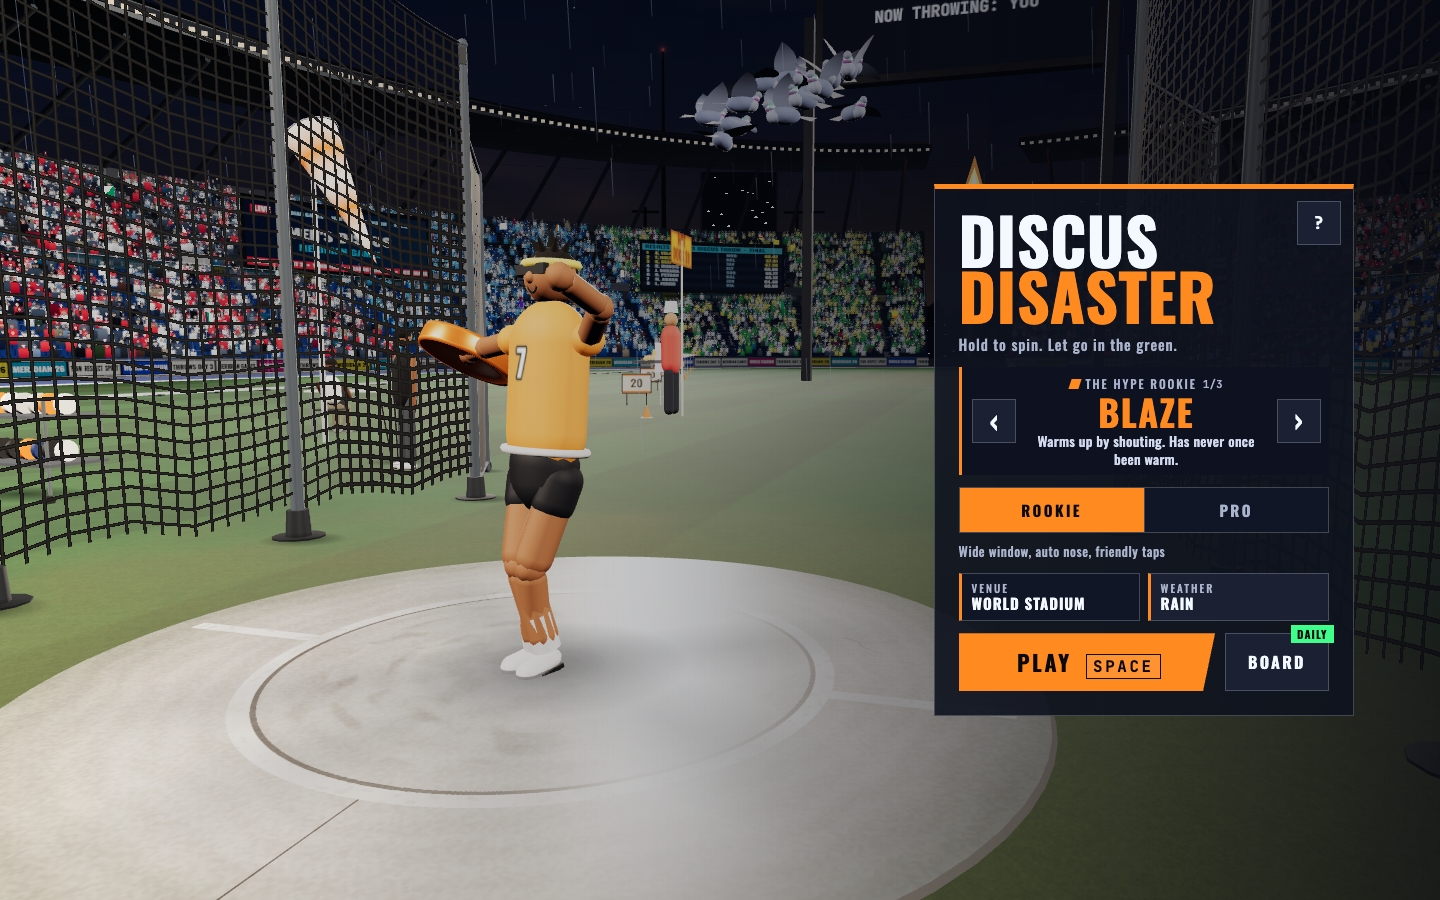 NOW THROWING: YOU
DISCUS
DISASTER
?
Hold to spin. Let go in the green.
THE HYPE ROOKIE 1/3
BLAZE
Warms up by shouting. Has never once
been warm.
ROOKIE
PRO
Wide window, auto nose, friendly taps
VENUE
WORLD STADIUM
WEATHER
RAIN
DAILY
PLAY SPACE
BOARD
7
20